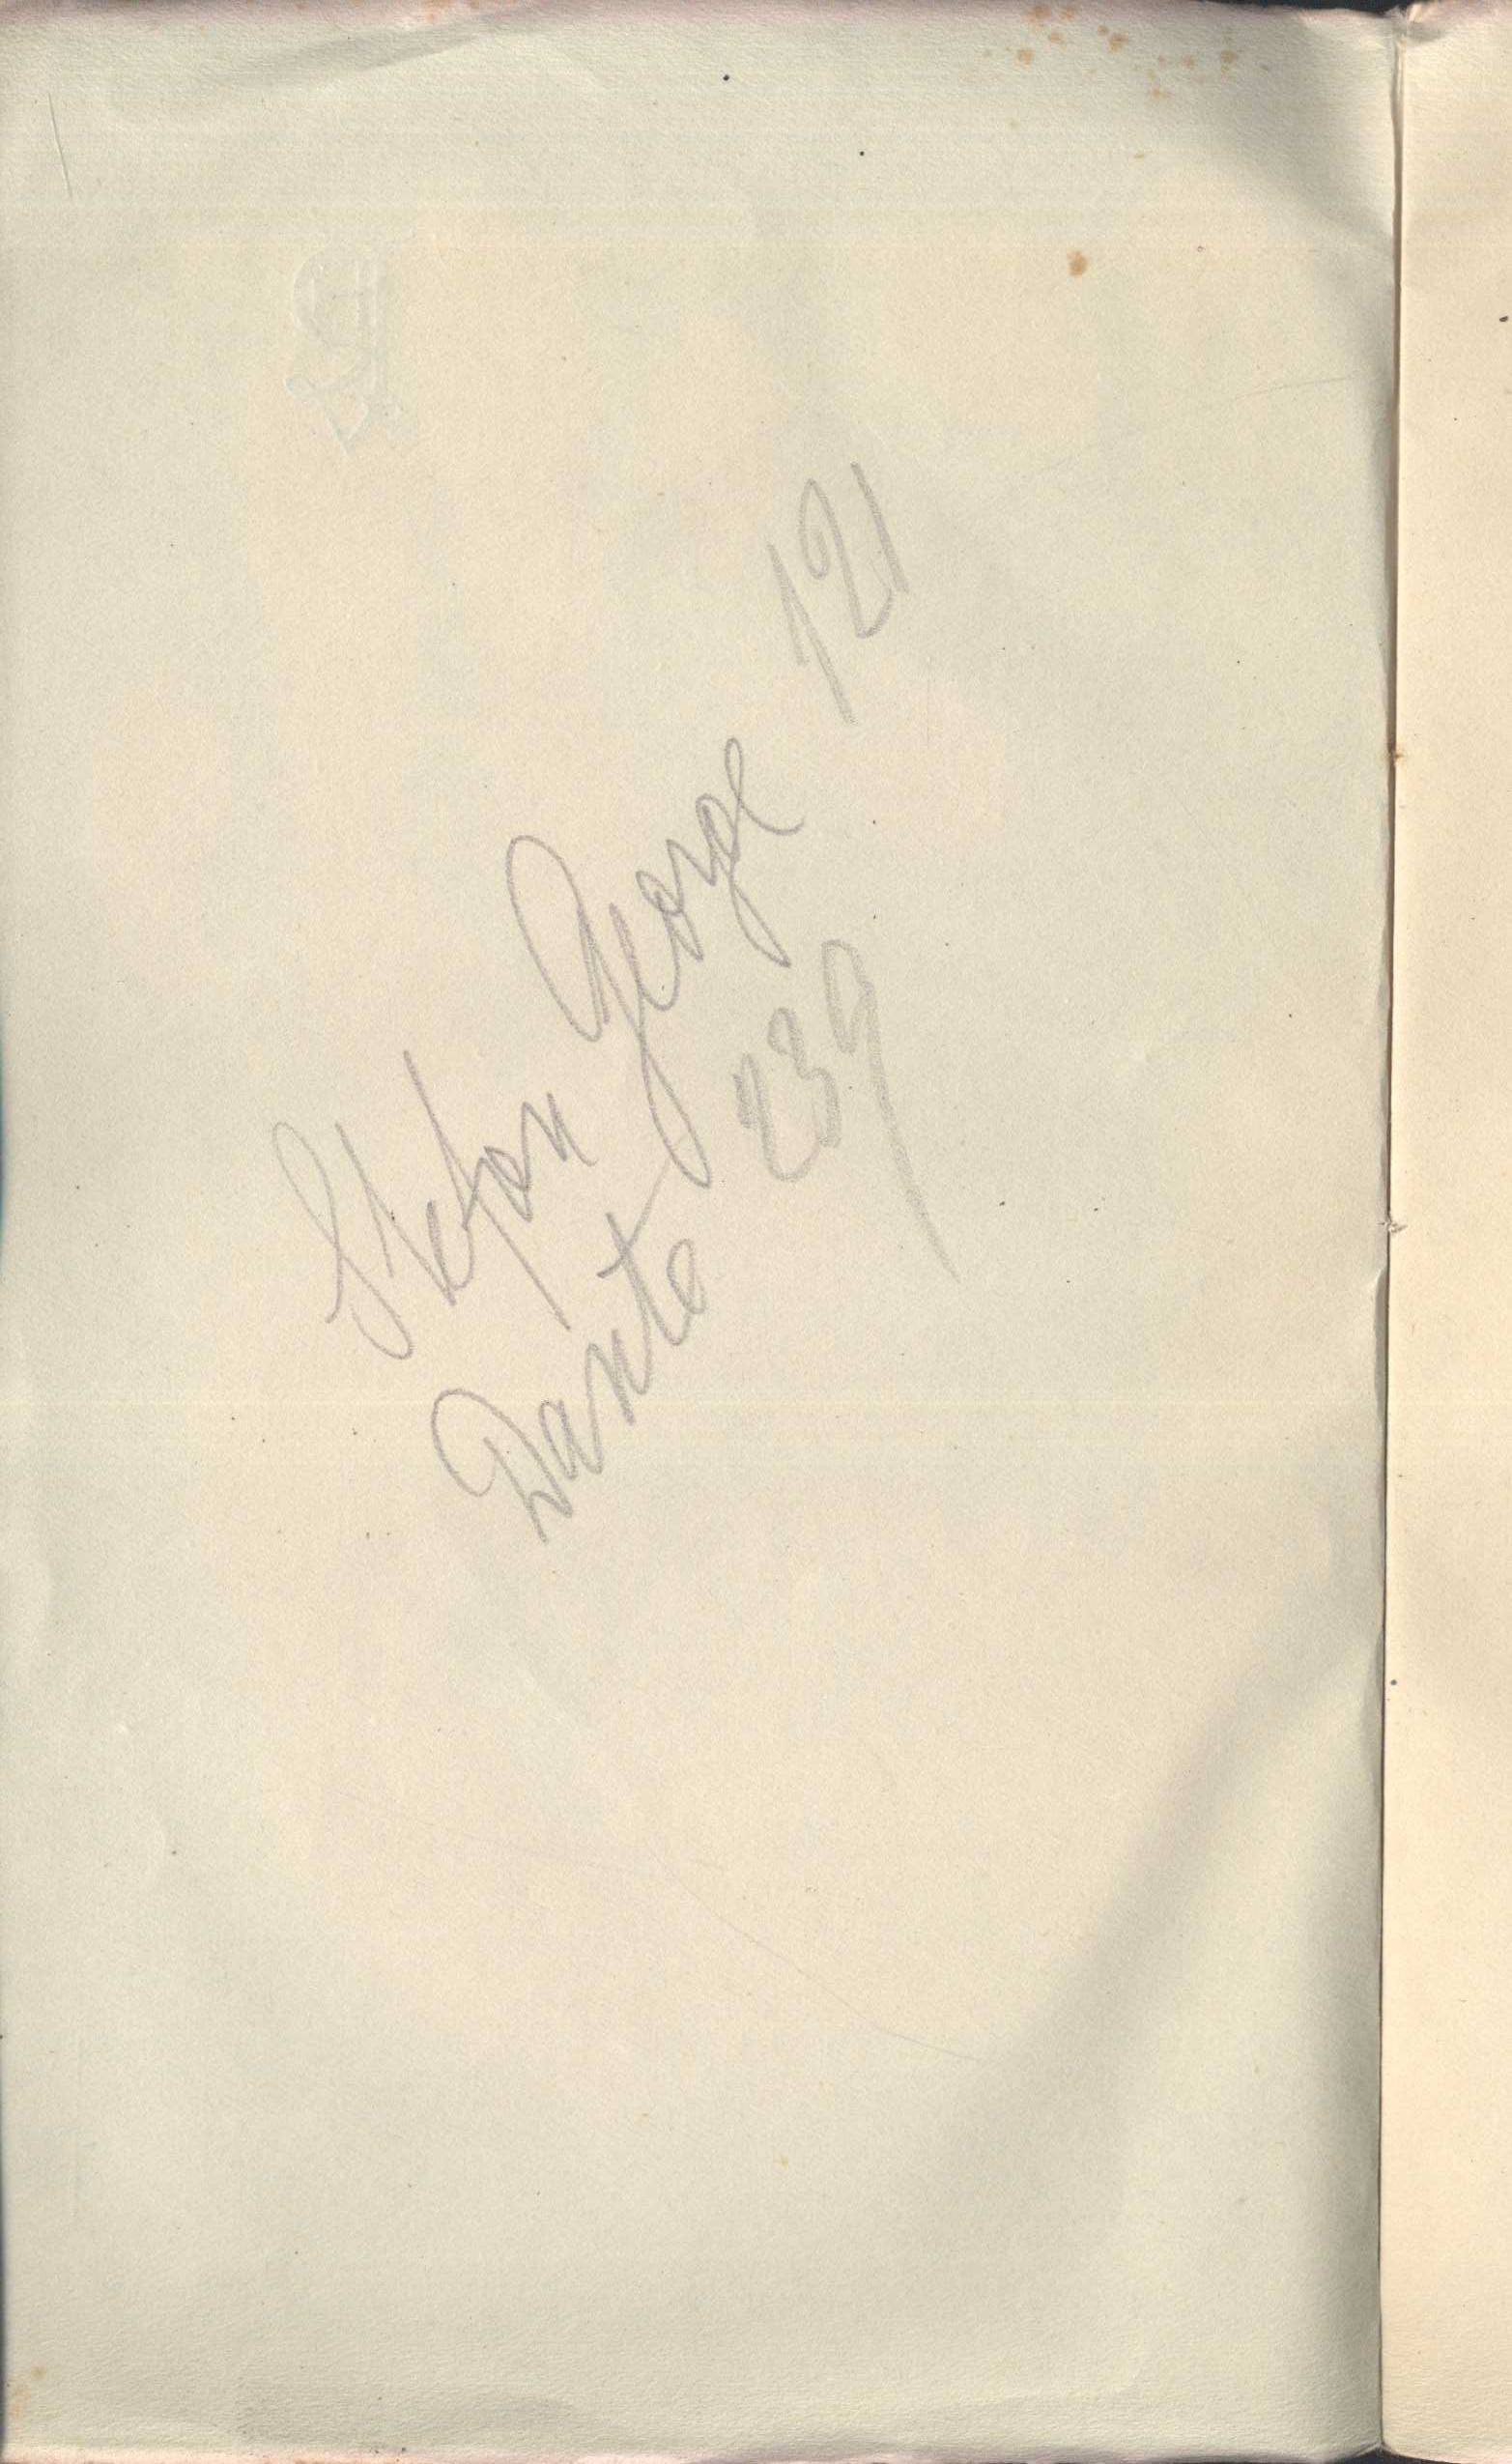 Stefan George 121
Dante 239